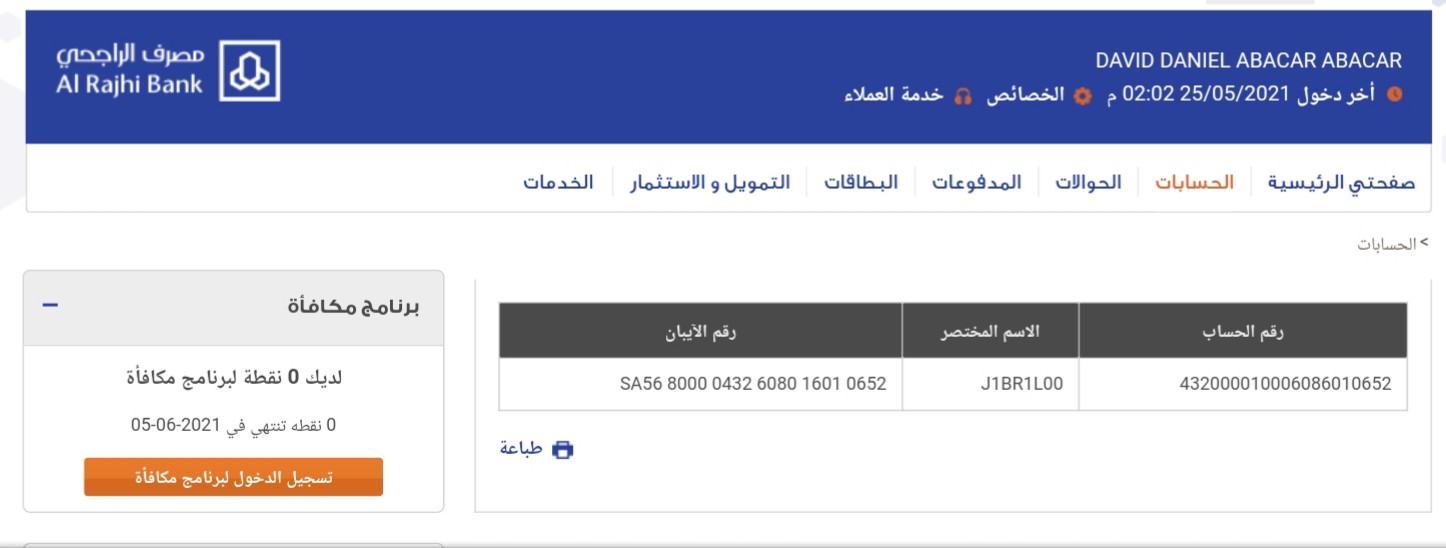 مصرف الراجحي
Al Rajhi Bank
DAVID DANIEL ABACAR ABACAR
أخر دخول 25/05/2021 02:02 م الخصائص خدمة العملاء
صفحتي الرئيسية الحسابات الحوالات المدفوعات البطاقات التمويل و الاستثمار الخدمات
> الحسابات
رقم الحساب الاسم المختصر رقم الآيبان
432000010006086010652 J1BR1L00 SA56 8000 0432 6080 1601 0652
طباعة
برنامج مكافأة
لديك 0 نقطة لبرنامج مكافأة
0 نقطه تنتهي في 2021-06-05
تسجيل الدخول لبرنامج مكافأة